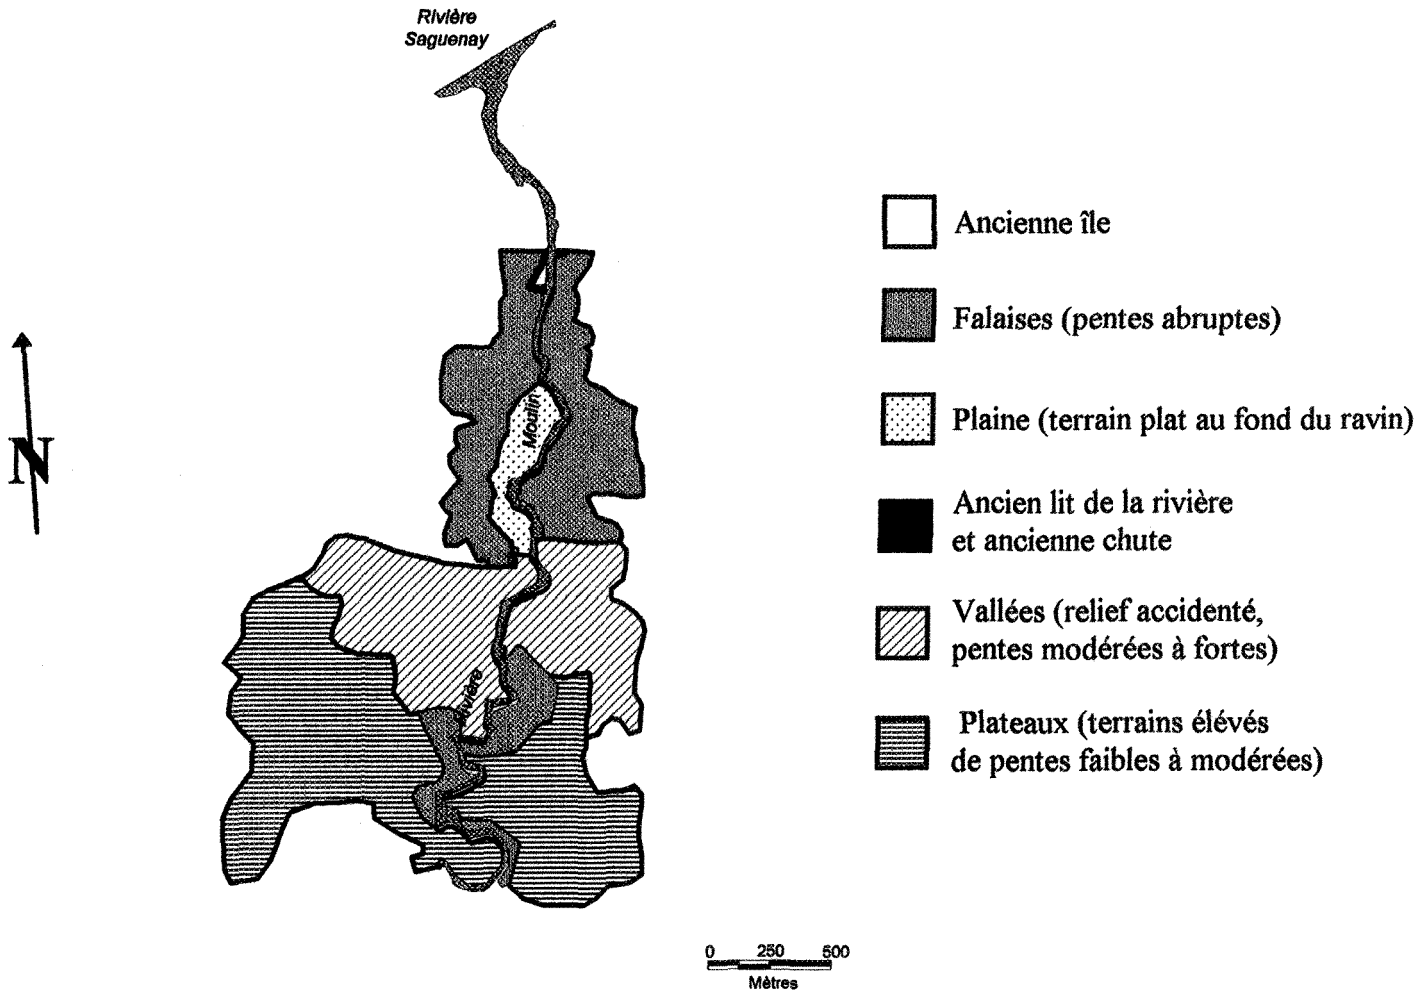 Rivière
Saguenay
Ancienne île
Falaises (pentes abruptes)
Plaine (terrain plat au fond du ravin)
Moulin
N
Ancien lit de la rivière
et ancienne chute
Vallées (relief accidenté,
pentes modérées à fortes)
Rivière
Plateaux (terrains élévés
de pentes faibles à modérées)
0 250 500
Mètres